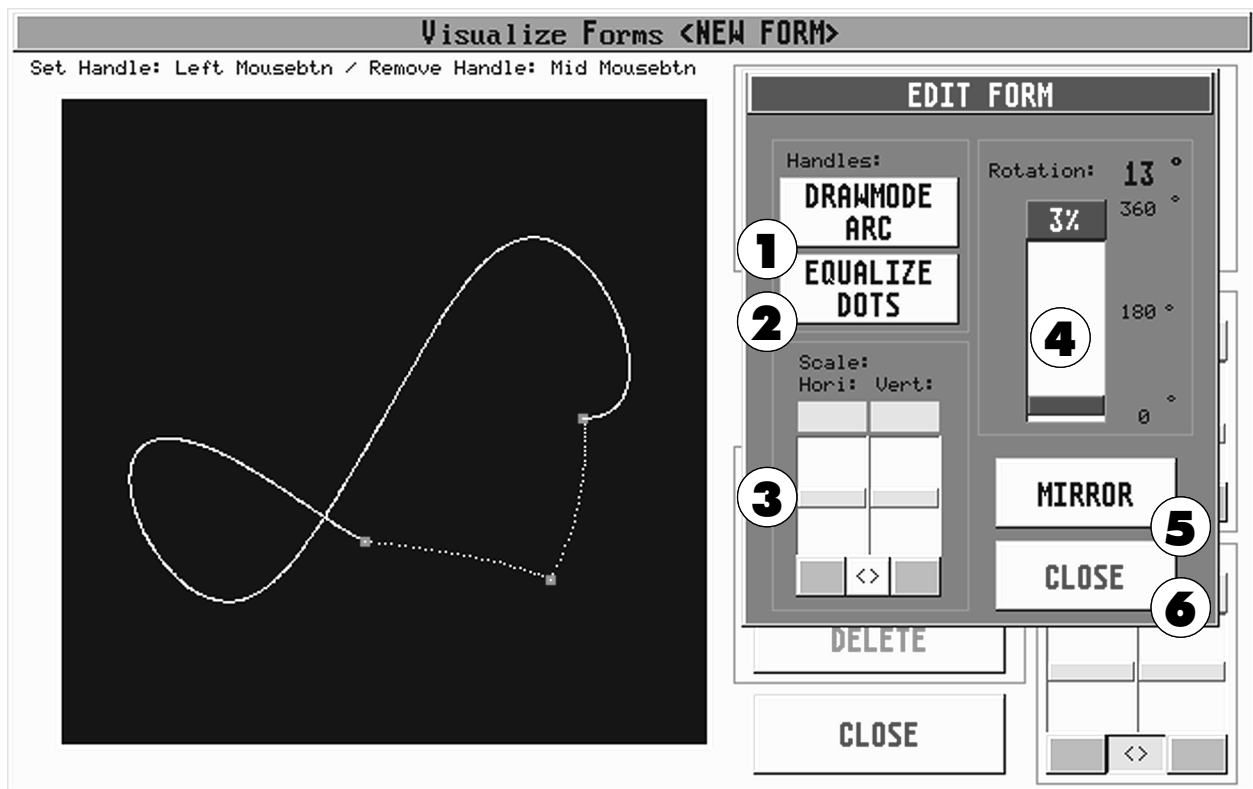 Visualize Forms <NEW FORM>
Set Handle: Left Mousebtn / Remove Handle: Mid Mousebtn
EDIT FORM
Handles:
DRAWMODE
ARC
1
EQUALIZE
DOTS
2
Rotation: 13 °
360 °
3%
180 °
4
0 °
Scale:
Hori: Vert:
3
<>
MIRROR
5
CLOSE
6
DELETE
CLOSE
<>